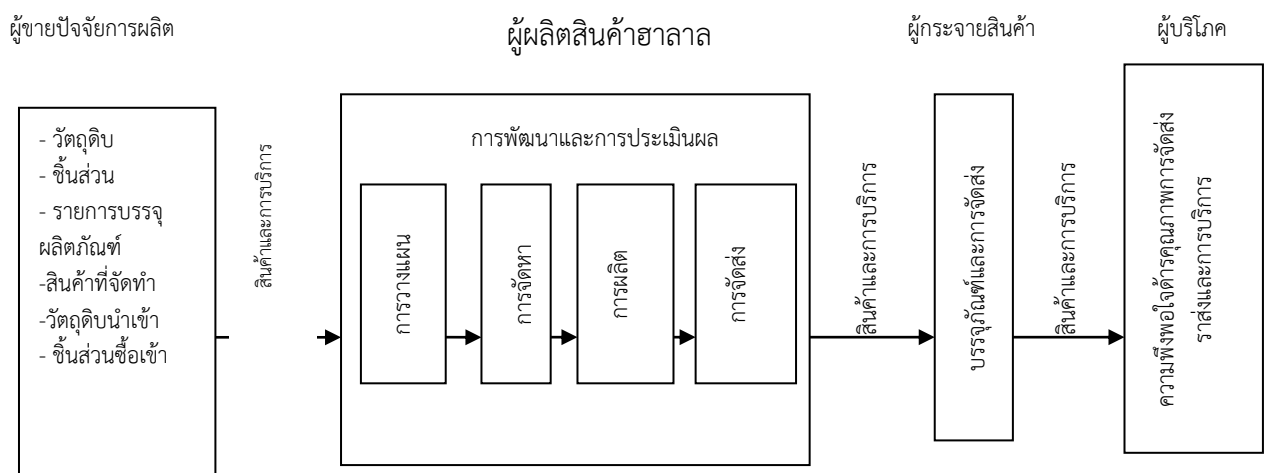 ผู้ขายปัจจัยการผลิต
ผู้ผลิตสินค้าฮาลาล
ผู้กระจายสินค้า
ผู้บริโภค
- วัตถุดิบ
- ชิ้นส่วน
- รายการบรรจุ
ผลิตภัณฑ์
-สินค้าที่จัดทำ
-วัตถุดิบนำเข้า
- ชิ้นส่วนซื้อเข้า
สินค้าและการบริการ
การพัฒนาและการประเมินผล
การวางแผน
การจัดหา
การผลิต
การจัดส่ง
สินค้าและการบริการ
บรรจุภัณฑ์และการจัดส่ง
สินค้าและการบริการ
ความพึงพอใจด้ารคุณภาพการจัดส่ง
ราส่งและการบริการ